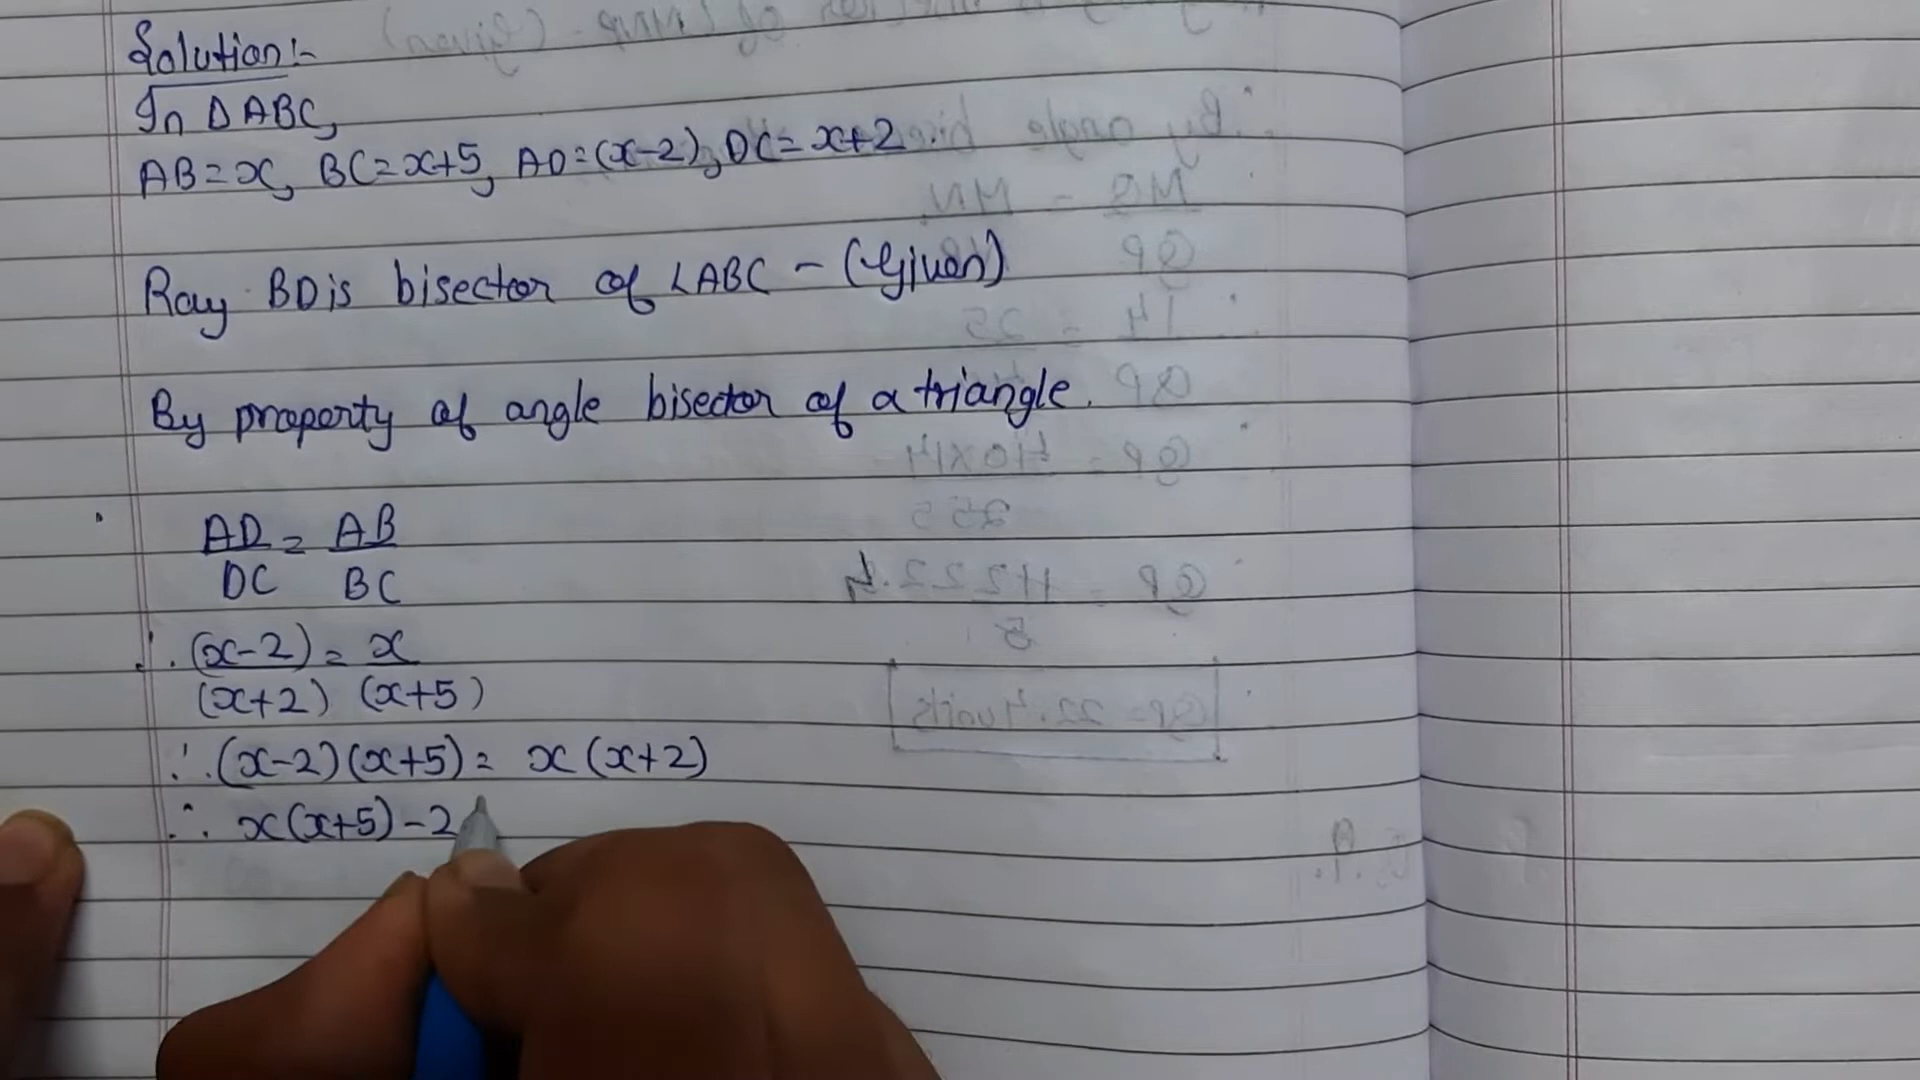 Solution:-
In ΔABC,
AB=x, BC=x+5, AD=(x-2), DC=x+2.
Ray BD is bisector of ∠ABC - (Given)
By property of angle bisector of a triangle.
AD/DC = AB/BC
∴ (x-2)/(x+2) = x/(x+5)
∴ (x-2)(x+5) = x(x+2)
∴ x(x+5)-2